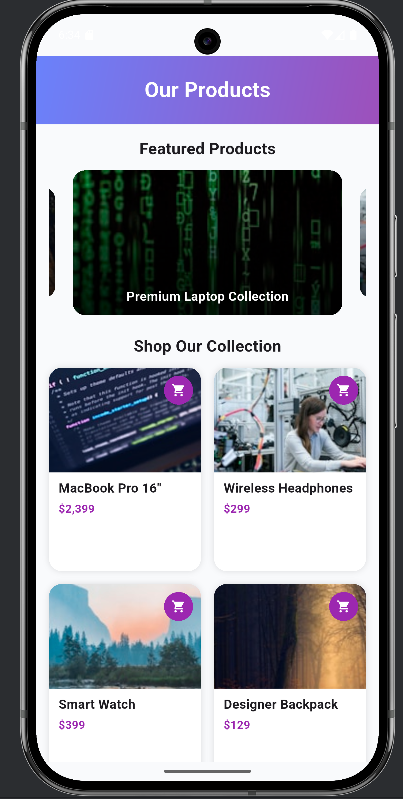 Our Products
Featured Products
Premium Laptop Collection
Shop Our Collection
MacBook Pro 16"
$2,399
Wireless Headphones
$299
Smart Watch
$399
Designer Backpack
$129